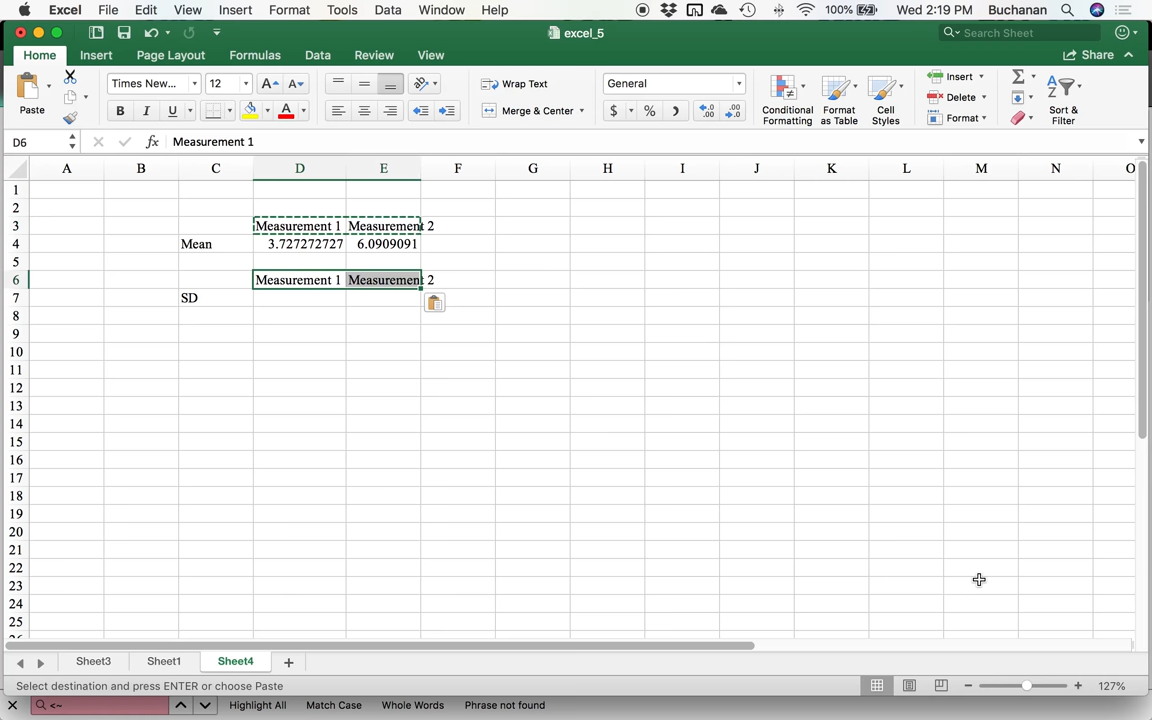 Excel File Edit View Insert Format Tools Data Window Help 100% Wed 2:19 PM Buchanan
excel_5 Search Sheet
Home Insert Page Layout Formulas Data Review View Share
Paste Times New... 12 A A Wrap Text General Insert
B I U A Merge & Center $ % Conditional Formatting Format as Table Cell Styles Delete Format Sort & Filter
D6 fx Measurement 1
A B C D E F G H I J K L M N O
1
2
3 Measurement 1 Measurement 2
4 Mean 3.727272727 6.0909091
5
6 Measurement 1 Measurement 2
7 SD
8
9
10
11
12
13
14
15
16
17
18
19
20
21
22
23
24
25
26
Sheet3 Sheet1 Sheet4 +
Select destination and press ENTER or choose Paste 127%
<~ Highlight All Match Case Whole Words Phrase not found